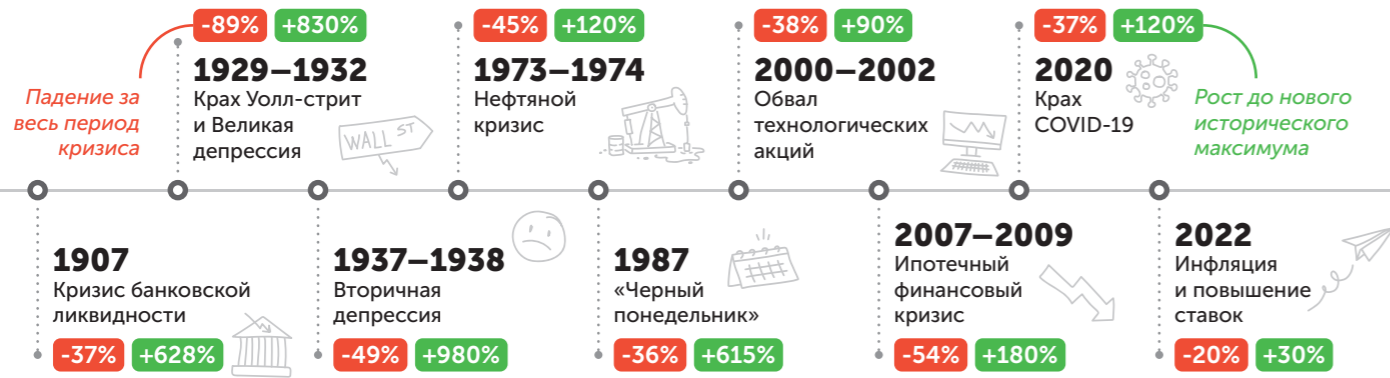 -89% +830%
1929–1932
Крах Уолл-стрит
и Великая
депрессия
WALL ST
Падение за
весь период
кризиса
-45% +120%
1973–1974
Нефтяной
кризис
-38% +90%
2000–2002
Обвал
технологических
акций
-37% +120%
2020
Крах
COVID-19
Рост до нового
исторического
максимума
1907
Кризис банковской
ликвидности
-37% +628%
1937–1938
Вторичная
депрессия
-49% +980%
1987
«Черный
понедельник»
-36% +615%
2007–2009
Ипотечный
финансовый
кризис
-54% +180%
2022
Инфляция
и повышение
ставок
-20% +30%